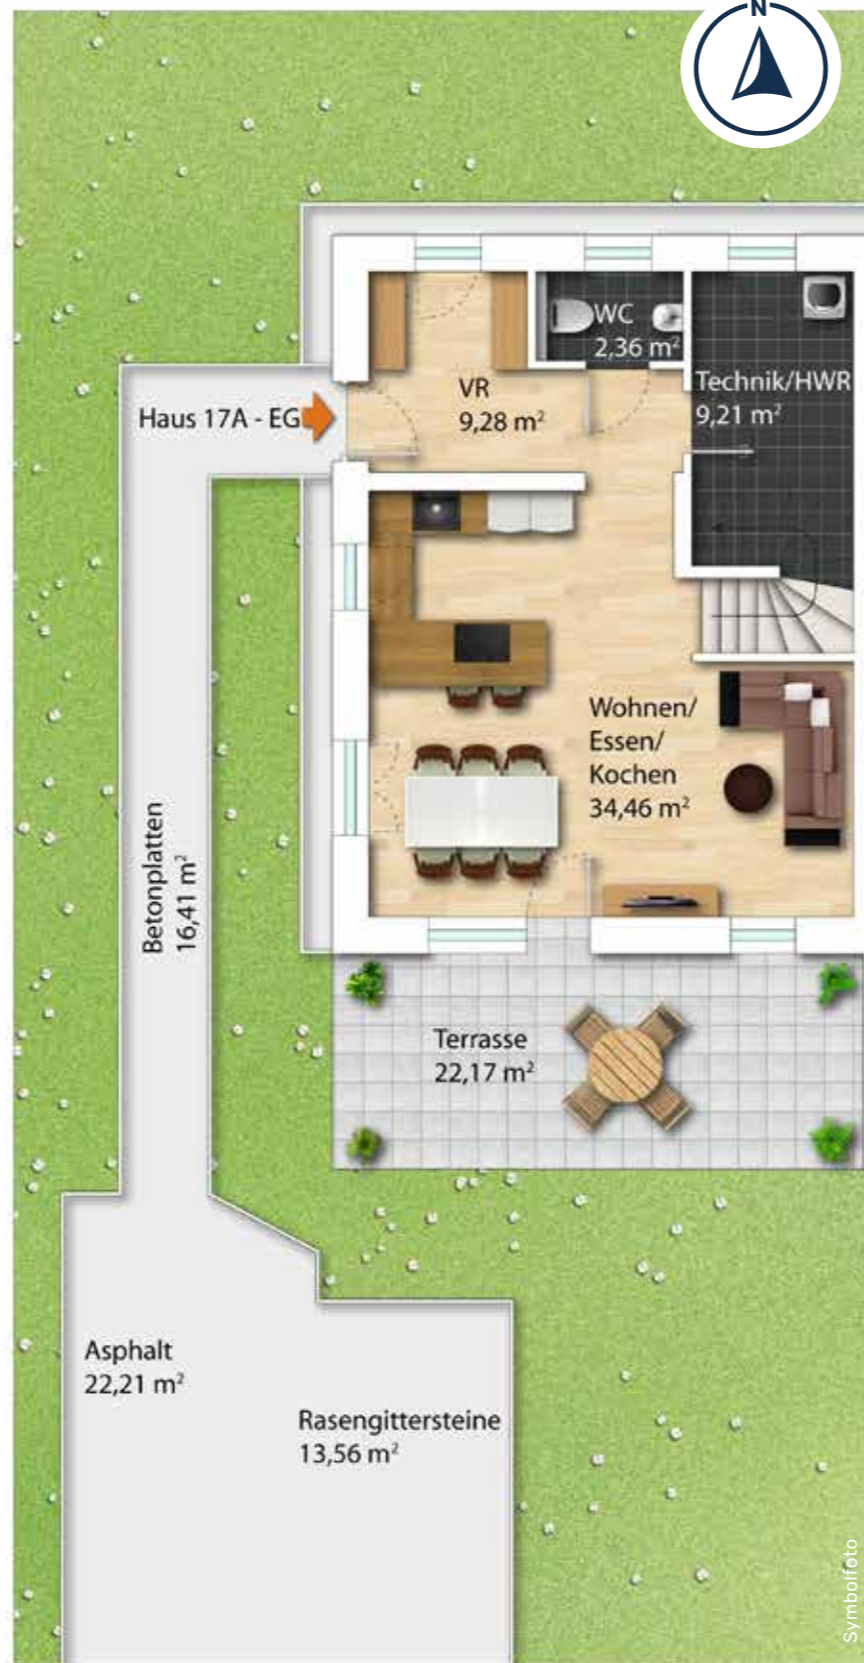 N
WC
2,36 m²
VR
9,28 m²
Technik/HWR
9,21 m²
Haus 17A - EG
Wohnen/
Essen/
Kochen
34,46 m²
Betonplatten
16,41 m²
Terrasse
22,17 m²
Asphalt
22,21 m²
Rasengittersteine
13,56 m²
Symbolfoto